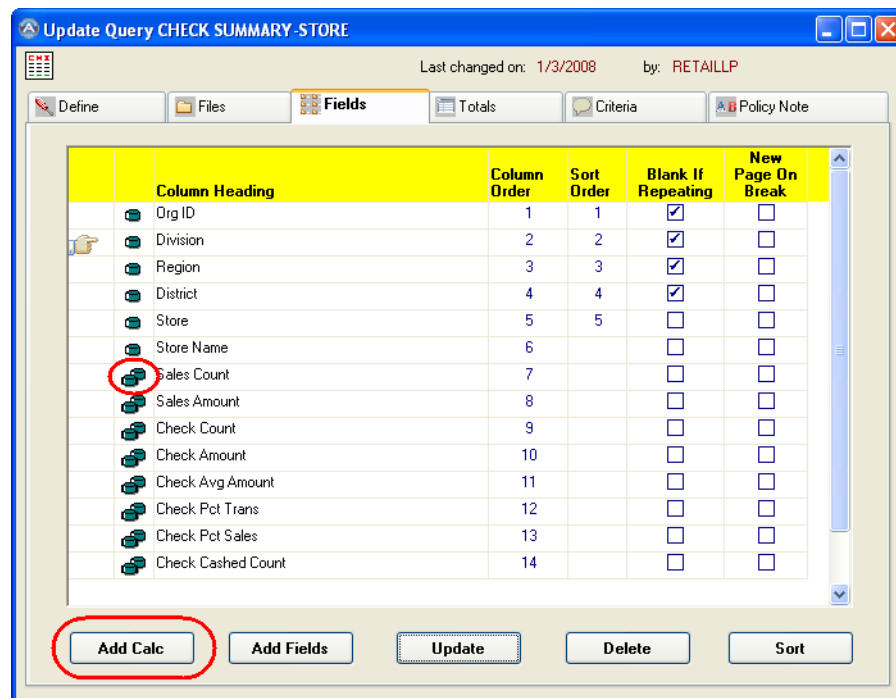 Update Query CHECK SUMMARY-STORE
Last changed on: 1/3/2008 by: RETAILLP
Define Files Fields Totals Criteria Policy Note
Column Heading Column Order Sort Order Blank If Repeating New Page On Break
Org ID 1 1
Division 2 2
Region 3 3
District 4 4
Store 5 5
Store Name 6
Sales Count 7
Sales Amount 8
Check Count 9
Check Amount 10
Check Avg Amount 11
Check Pct Trans 12
Check Pct Sales 13
Check Cashed Count 14
Add Calc Add Fields Update Delete Sort